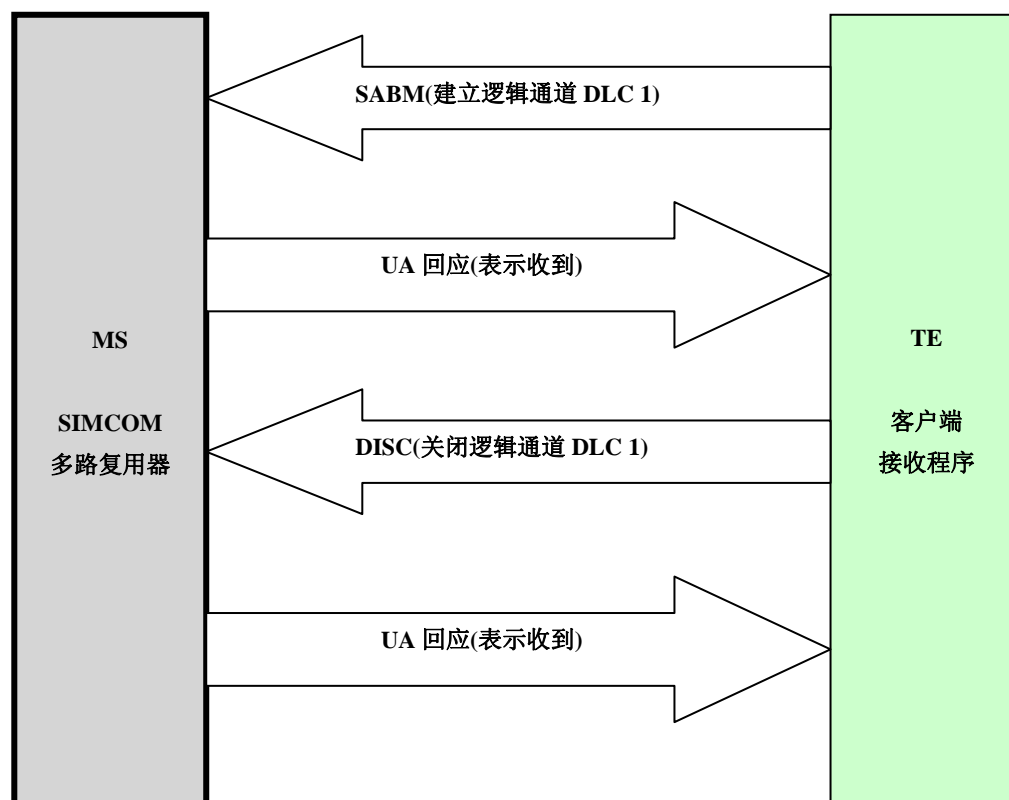 SABM(建立逻辑通道 DLC 1)
UA 回应(表示收到)
MS
SIMCOM
多路复用器
TE
客户端
接收程序
DISC(关闭逻辑通道 DLC 1)
UA 回应(表示收到)